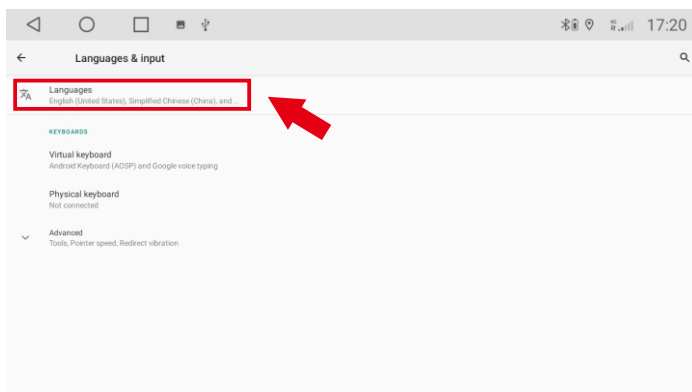 17:20
Languages & input
Languages
English (United States), Simplified Chinese (China), and ...
KEYBOARDS
Virtual keyboard
Android Keyboard (AOSP) and Google voice typing
Physical keyboard
Not connected
Advanced
Tools, Pointer speed, Redirect vibration